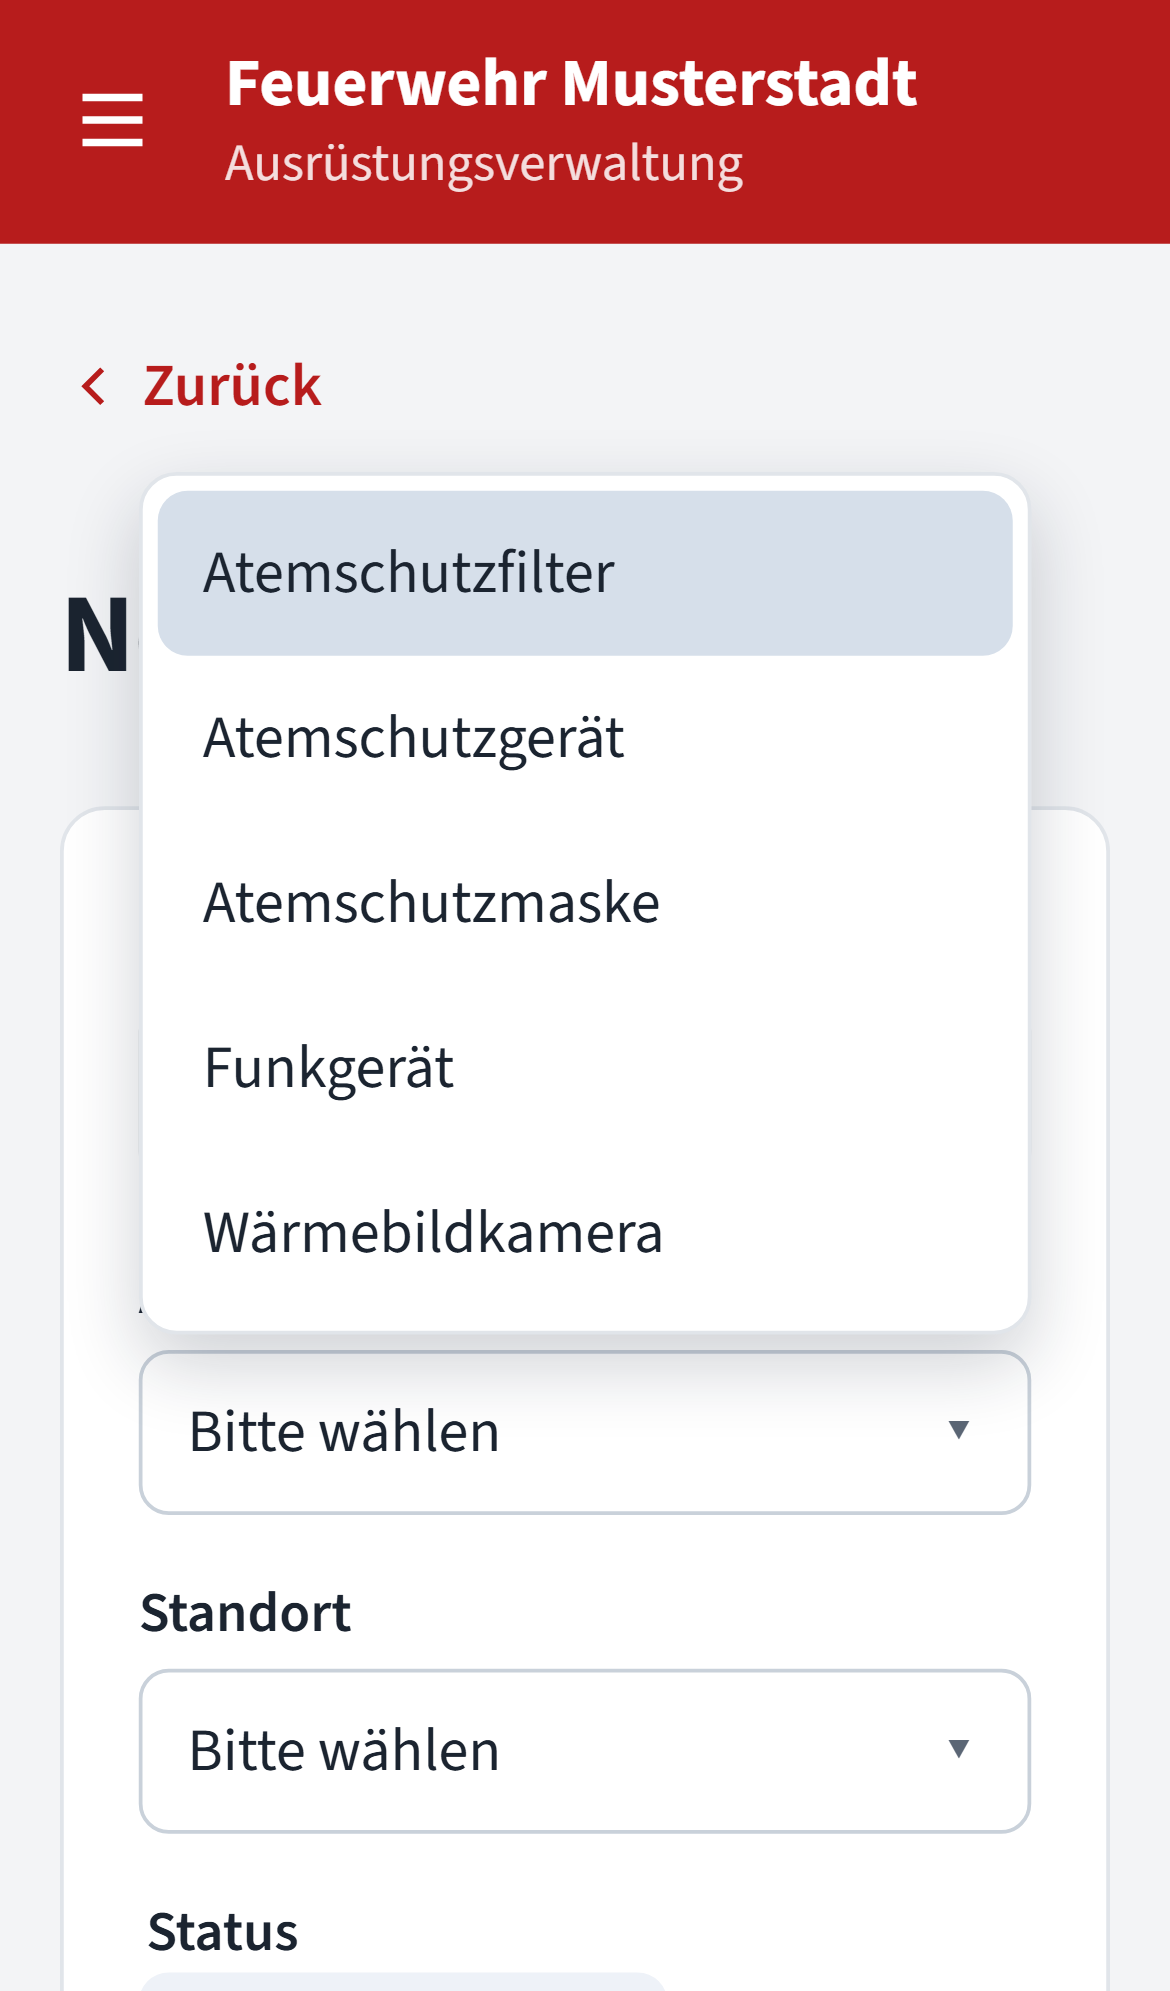 Feuerwehr Musterstadt
Ausrüstungsverwaltung
Zurück
Atemschutzfilter
Atemschutzgerät
Atemschutzmaske
Funkgerät
Wärmebildkamera
Bitte wählen
Standort
Bitte wählen
Status